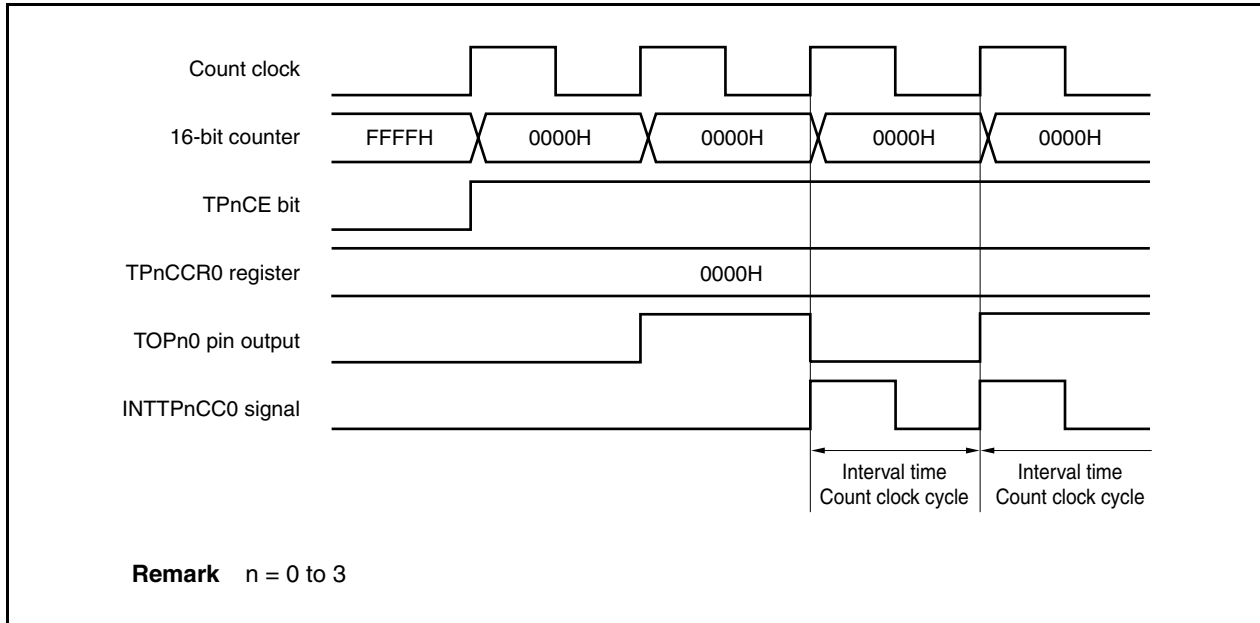 Count clock
16-bit counter
FFFFH
0000H
0000H
0000H
0000H
TPnCE bit
TPnCCR0 register
0000H
TOPn0 pin output
INTTPnCC0 signal
Interval time
Count clock cycle
Interval time
Count clock cycle
Remark n = 0 to 3